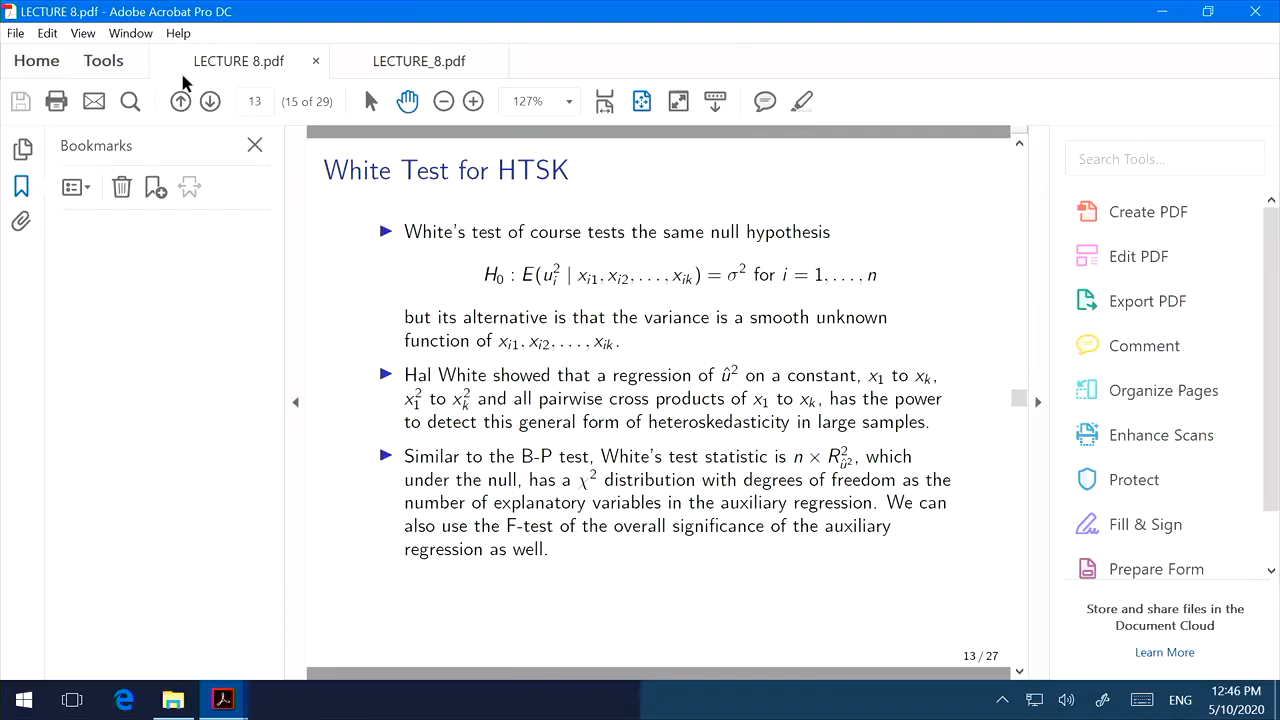 LECTURE 8.pdf - Adobe Acrobat Pro DC
File Edit View Window Help
Home Tools LECTURE 8.pdf × LECTURE_8.pdf
13 (15 of 29) 127%
Bookmarks
White Test for HTSK
▶ White's test of course tests the same null hypothesis
H₀ : E(uᵢ² | xᵢ₁, xᵢ₂, . . . , xᵢₖ) = σ² for i = 1, . . . , n
but its alternative is that the variance is a smooth unknown
function of xᵢ₁, xᵢ₂, . . . , xᵢₖ.
▶ Hal White showed that a regression of û² on a constant, x₁ to xₖ,
x₁² to xₖ² and all pairwise cross products of x₁ to xₖ, has the power
to detect this general form of heteroskedasticity in large samples.
▶ Similar to the B-P test, White's test statistic is n × R²_û², which
under the null, has a χ² distribution with degrees of freedom as the
number of explanatory variables in the auxiliary regression. We can
also use the F-test of the overall significance of the auxiliary
regression as well.
13 / 27
Search Tools...
Create PDF
Edit PDF
Export PDF
Comment
Organize Pages
Enhance Scans
Protect
Fill & Sign
Prepare Form
Store and share files in the
Document Cloud
Learn More
ENG
12:46 PM
5/10/2020